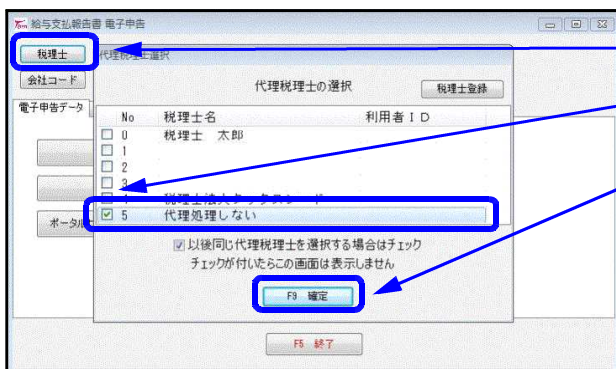 給与支払報告書 電子申告
税理士
代理税理士選択
会社コード
代理税理士の選択
税理士登録
電子申告データ
No 税理士名 利用者ID
0 税理士 太郎
1
2
3
5 代理処理しない
ポータル
以後同じ代理税理士を選択する場合はチェック
チェックが付いたらこの画面は表示しません
F9 確定
F5 終了